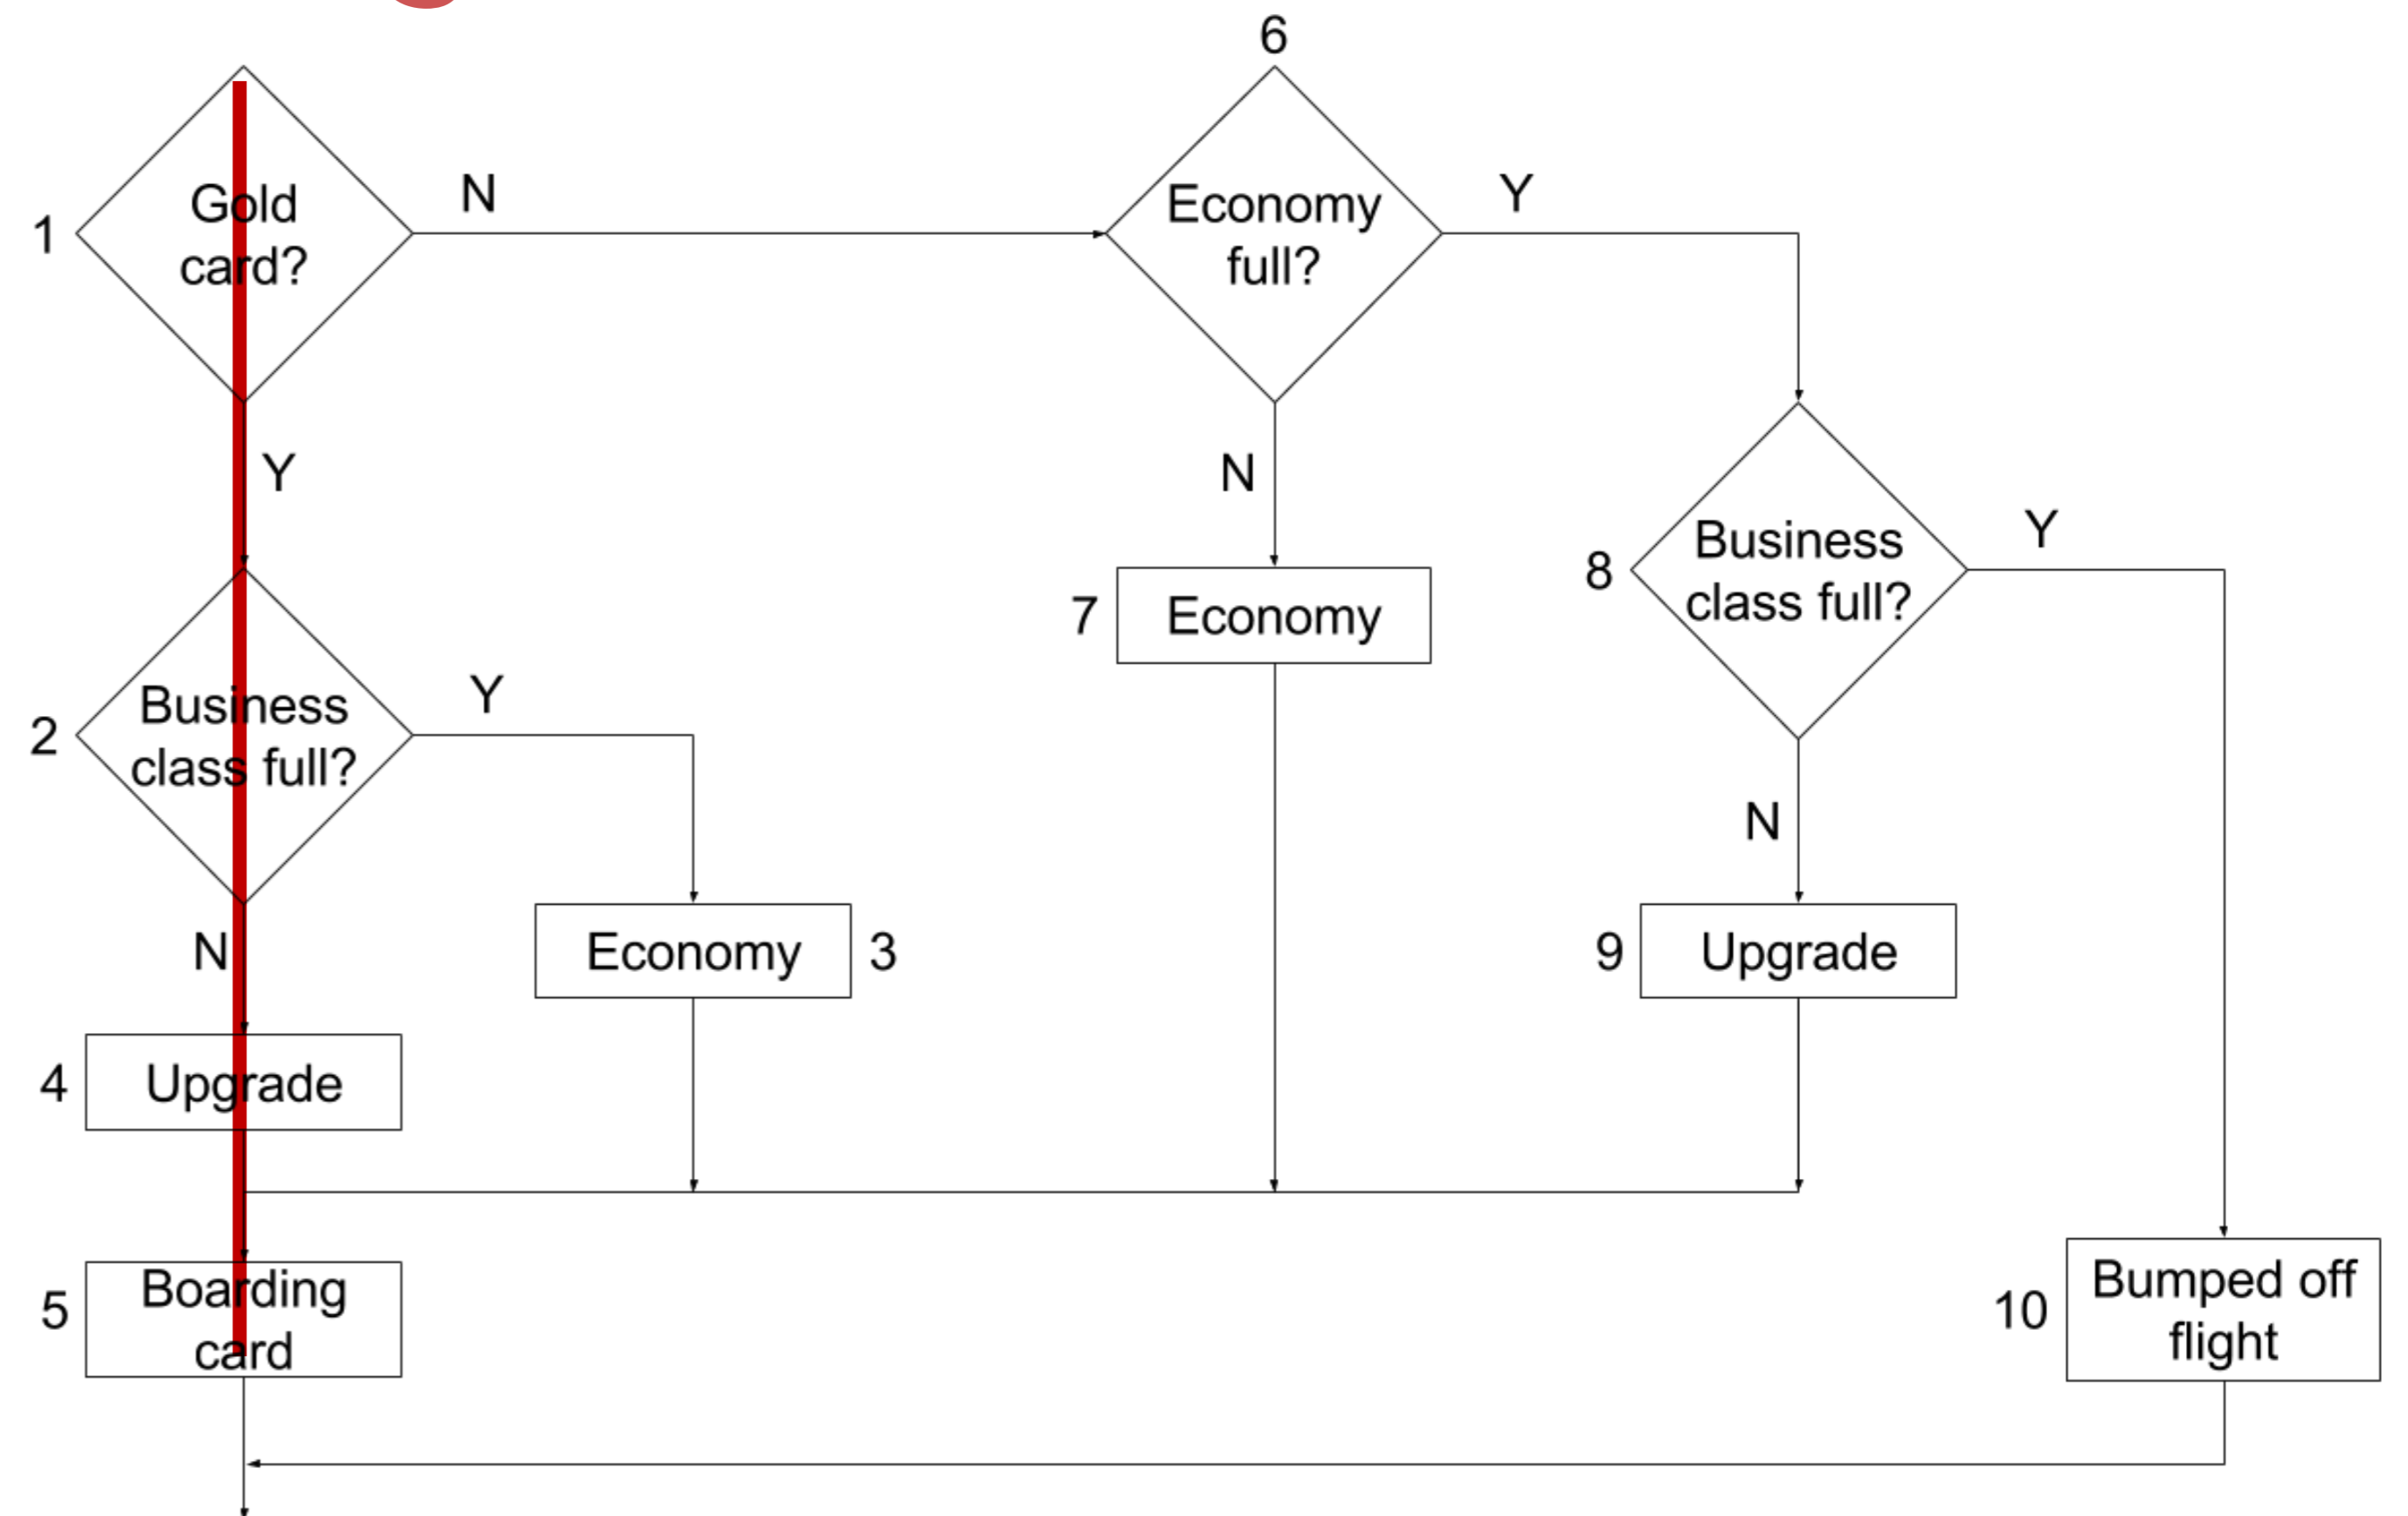 6
1
Gold
card?
N
Economy
full?
Y
Y
N
2
Business
class full?
Y
7
Economy
8
Business
class full?
Y
N
N
Economy
3
9
Upgrade
4
Upgrade
5
Boarding
card
10
Bumped off
flight